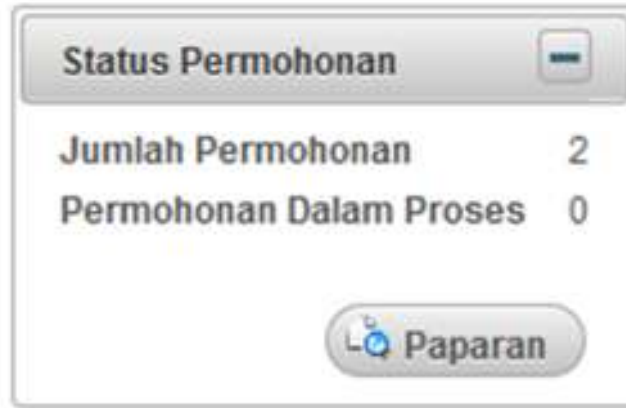 Status Permohonan
Jumlah Permohonan 2
Permohonan Dalam Proses 0
Paparan